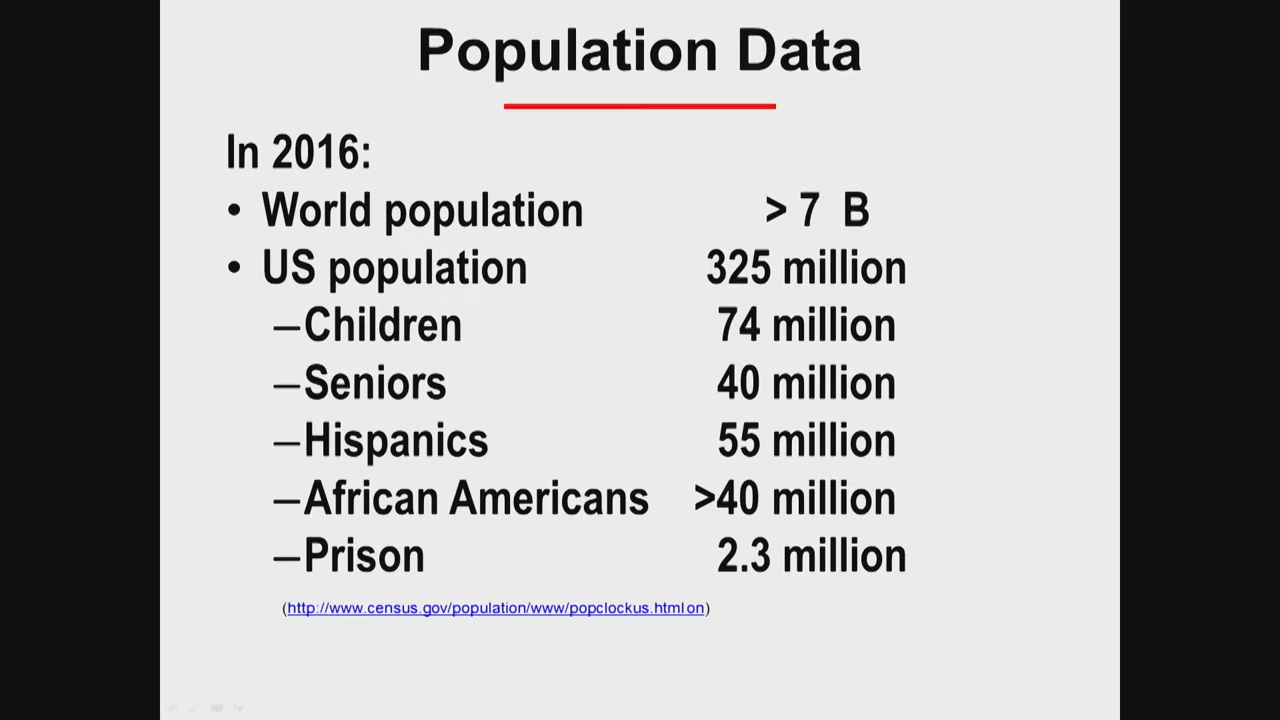 Population Data
In 2016:
• World population > 7 B
• US population 325 million
–Children 74 million
–Seniors 40 million
–Hispanics 55 million
–African Americans >40 million
–Prison 2.3 million
(http://www.census.gov/population/www/popclockus.html on)